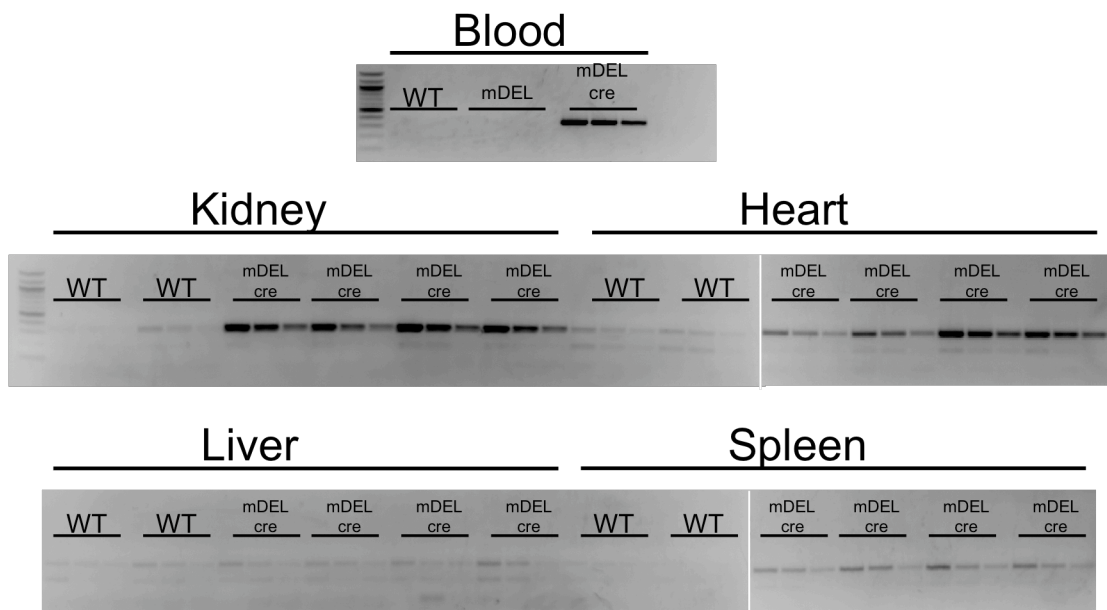 Blood
WT mDEL mDEL
cre
Kidney Heart
WT WT mDEL mDEL mDEL mDEL WT WT mDEL mDEL mDEL mDEL
cre cre cre cre cre cre cre cre
Liver Spleen
WT WT mDEL mDEL mDEL mDEL WT WT mDEL mDEL mDEL mDEL
cre cre cre cre cre cre cre cre